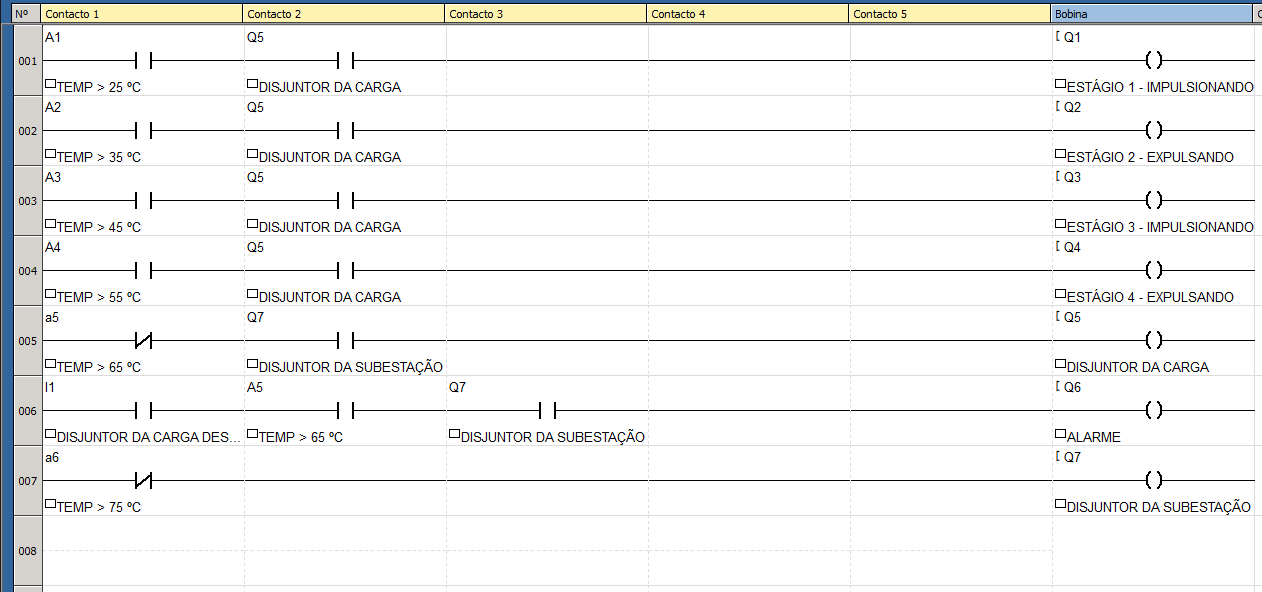 Nº Contacto 1 Contacto 2 Contacto 3 Contacto 4 Contacto 5 Bobina
A1 Q5 [ Q1
001
TEMP > 25 ºC DISJUNTOR DA CARGA ESTÁGIO 1 - IMPULSIONANDO
A2 Q5 [ Q2
002
TEMP > 35 ºC DISJUNTOR DA CARGA ESTÁGIO 2 - EXPULSANDO
A3 Q5 [ Q3
003
TEMP > 45 ºC DISJUNTOR DA CARGA ESTÁGIO 3 - IMPULSIONANDO
A4 Q5 [ Q4
004
TEMP > 55 ºC DISJUNTOR DA CARGA ESTÁGIO 4 - EXPULSANDO
a5 Q7 [ Q5
005
TEMP > 65 ºC DISJUNTOR DA SUBESTAÇÃO DISJUNTOR DA CARGA
I1 A5 Q7 [ Q6
006
DISJUNTOR DA CARGA DES... TEMP > 65 ºC DISJUNTOR DA SUBESTAÇÃO ALARME
a6 [ Q7
007
TEMP > 75 ºC DISJUNTOR DA SUBESTAÇÃO
008